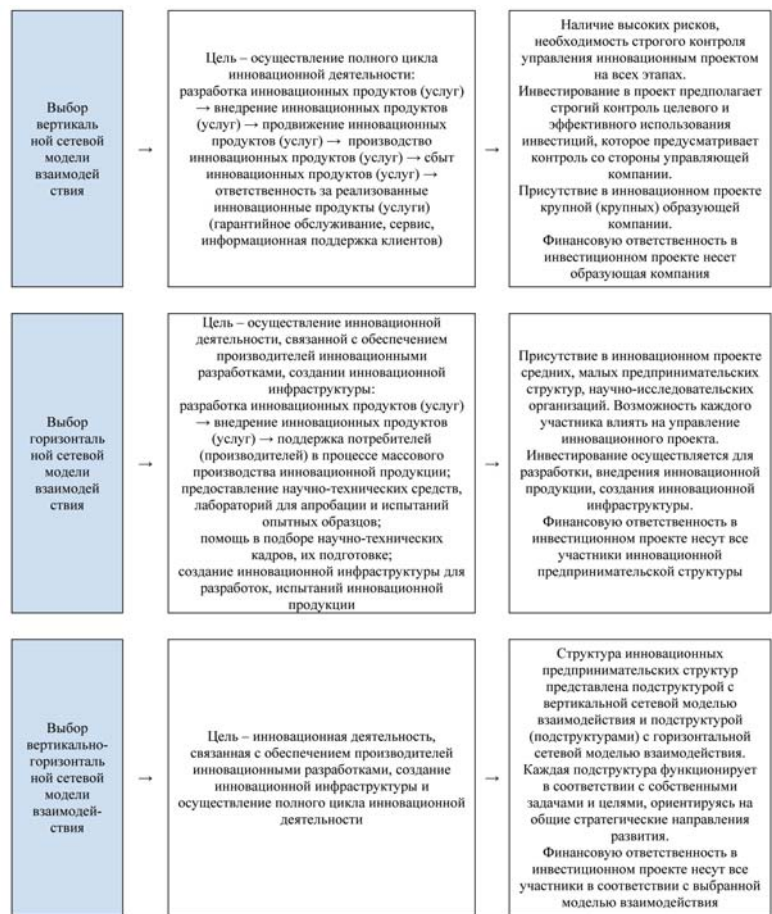 Выбор
вертикаль
ной сетевой
модели
взаимодей
ствия
→
Цель – осуществление полного цикла
инновационной деятельности:
разработка инновационных продуктов (услуг)
→ внедрение инновационных продуктов
(услуг) → продвижение инновационных
продуктов (услуг) → производство
инновационных продуктов (услуг) → сбыт
инновационных продуктов (услуг) →
ответственность за реализованные
инновационные продукты (услуги)
(гарантийное обслуживание, сервис,
информационная поддержка клиентов)
→
Наличие высоких рисков,
необходимость строгого контроля
управления инновационным проектом
на всех этапах.
Инвестирование в проект предполагает
строгий контроль целевого и
эффективного использования
инвестиций, которое предусматривает
контроль со стороны управляющей
компании.
Присутствие в инновационном проекте
крупной (крупных) образующей
компании.
Финансовую ответственность в
инвестиционном проекте несет
образующая компания
Выбор
горизонталь
ной сетевой
модели
взаимодей
ствия
→
Цель – осуществление инновационной
деятельности, связанной с обеспечением
производителей инновационными
разработками, создании инновационной
инфраструктуры:
разработка инновационных продуктов (услуг)
→ внедрение инновационных продуктов
(услуг) → поддержка потребителей
(производителей) в процессе массового
производства инновационной продукции;
предоставление научно-технических средств,
лабораторий для апробации и испытаний
опытных образцов;
помощь в подборе научно-технических
кадров, их подготовке;
создание инновационной инфраструктуры для
разработок, испытаний инновационной
продукции
→
Присутствие в инновационном проекте
средних, малых предпринимательских
структур, научно-исследовательских
организаций. Возможность каждого
участника влиять на управление
инновационного проекта.
Инвестирование осуществляется для
разработки, внедрения инновационной
продукции, создания инновационной
инфраструктуры.
Финансовую ответственность в
инвестиционном проекте несут все
участники инновационной
предпринимательской структуры
Выбор
вертикально-
горизонталь
ной сетевой
модели
взаимодей-
ствия
→
Цель – инновационная деятельность,
связанная с обеспечением производителей
инновационными разработками, создание
инновационной инфраструктуры и
осуществление полного цикла инновационной
деятельности
→
Структура инновационных
предпринимательских структур
представлена подструктурой с
вертикальной сетевой моделью
взаимодействия и подструктурой
(подструктурами) с горизонтальной
сетевой моделью взаимодействия.
Каждая подструктура функционирует
в соответствии с собственными
задачами и целями, ориентируясь на
общие стратегические направления
развития.
Финансовую ответственность в
инвестиционном проекте несут все
участники в соответствии с выбранной
моделью взаимодействия